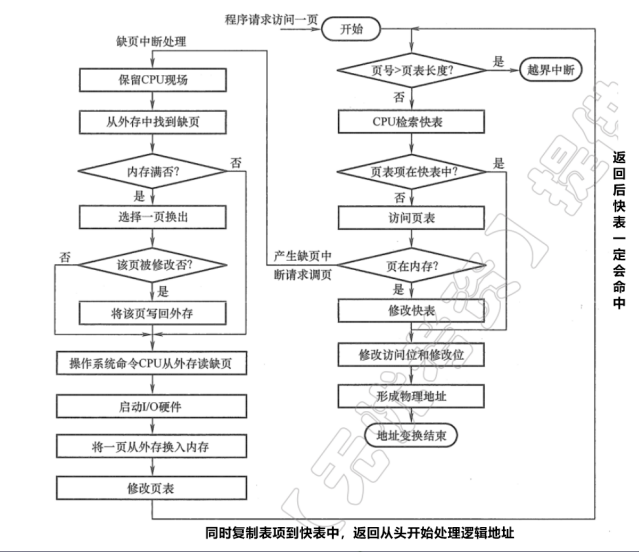 程序请求访问一页
开始
缺页中断处理
保留CPU现场
从外存中找到缺页
内存满否？
否
是
选择一页换出
该页被修改否？
否
是
将该页写回外存
操作系统命令CPU从外存读缺页
启动I/O硬件
将一页从外存换入内存
修改页表
页号>页表长度？
是
越界中断
否
CPU检索快表
页表项在快表中？
是
否
访问页表
产生缺页中
断请求调页
页在内存？
是
修改快表
修改访问位和修改位
形成物理地址
地址变换结束
返回后快表一定会命中
同时复制表项到快表中，返回从头开始处理逻辑地址